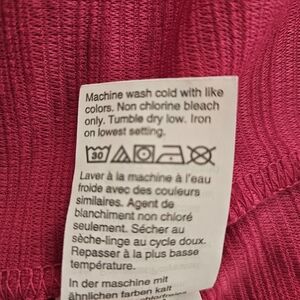 Machine wash cold with like
colors. Non chlorine bleach
only. Tumble dry low. Iron
on lowest setting.
30
Laver à la machine à l'eau
froide avec des couleurs
similaires. Agent de
blanchiment non chloré
seulement. Sécher au
sèche-linge au cycle doux.
Repasser à la plus basse
température.
In der maschine mit
ähnlichen farben kalt